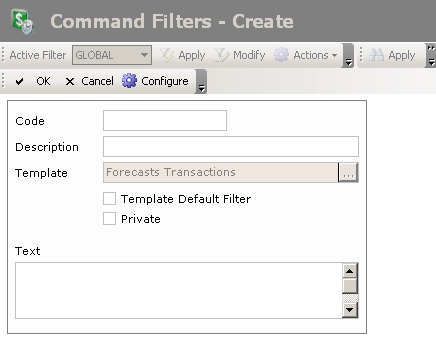 Command Filters - Create
Active Filter GLOBAL Apply Modify Actions Apply
OK Cancel Configure
Code
Description
Template Forecasts Transactions ...
Template Default Filter
Private
Text